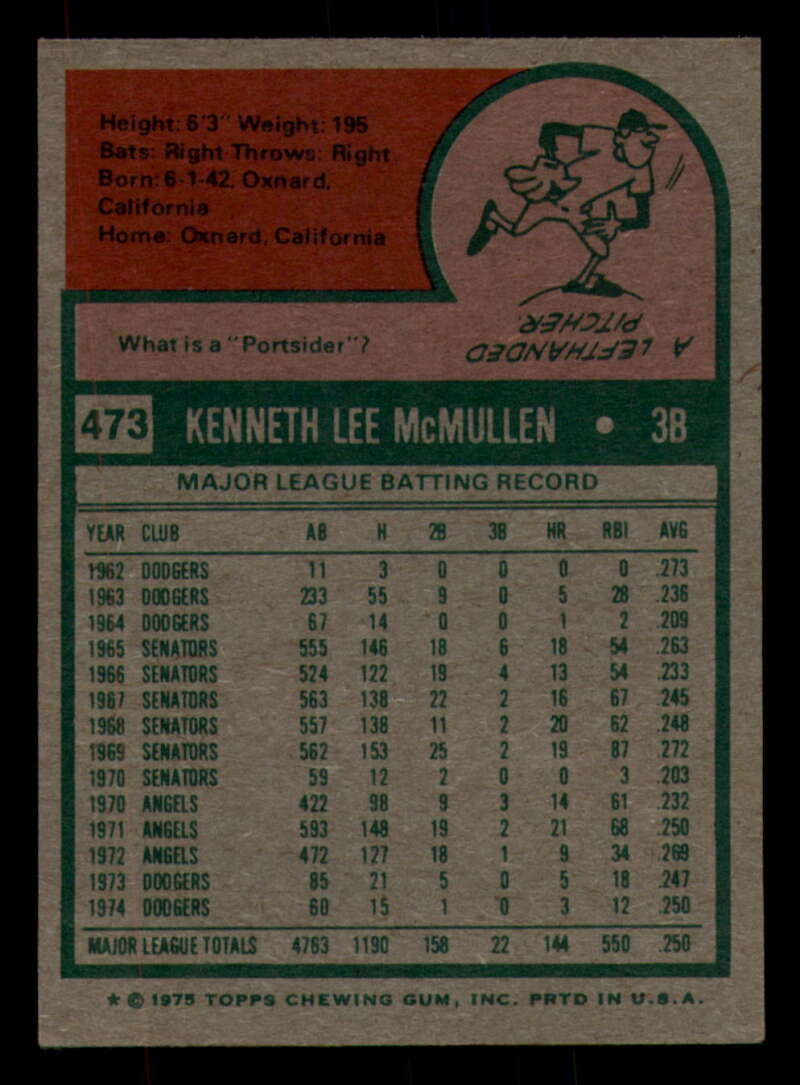 Height: 6'3" Weight: 195
Bats: Right Throws: Right
Born: 6-1-42, Oxnard,
California
Home: Oxnard, California
What is a "Portsider"?
A LEFTHANDED
PITCHER.
473 KENNETH LEE McMULLEN • 3B
MAJOR LEAGUE BATTING RECORD
YEAR CLUB AB H 2B 3B HR RBI AVG
1962 DODGERS 11 3 0 0 0 0 .273
1963 DODGERS 233 55 9 0 5 28 .236
1964 DODGERS 67 14 0 0 1 2 .209
1965 SENATORS 555 146 18 6 18 54 .263
1966 SENATORS 524 122 19 4 13 54 .233
1967 SENATORS 563 138 22 2 16 67 .245
1968 SENATORS 557 138 11 2 20 62 .248
1969 SENATORS 562 153 25 2 19 87 .272
1970 SENATORS 59 12 2 0 0 3 .203
1970 ANGELS 422 98 9 3 14 61 .232
1971 ANGELS 593 148 19 2 21 68 .250
1972 ANGELS 472 127 18 1 9 34 .269
1973 DODGERS 85 21 5 0 5 18 .247
1974 DODGERS 60 15 1 0 3 12 .250
MAJOR LEAGUE TOTALS 4763 1190 158 22 144 550 .250
★ © 1975 TOPPS CHEWING GUM, INC. PRTD IN U.S.A.